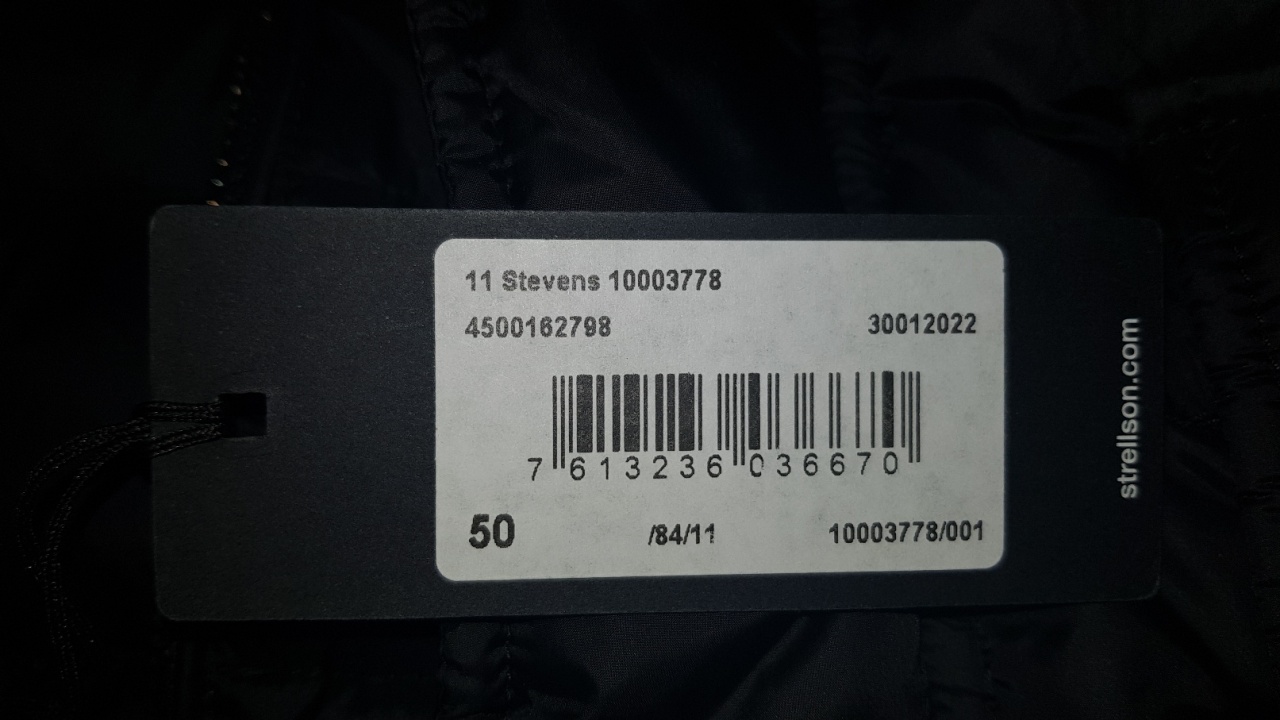 11 Stevens 10003778
4500162798 30012022
7 613236 036670
50 /84/11 10003778/001
strellson.com